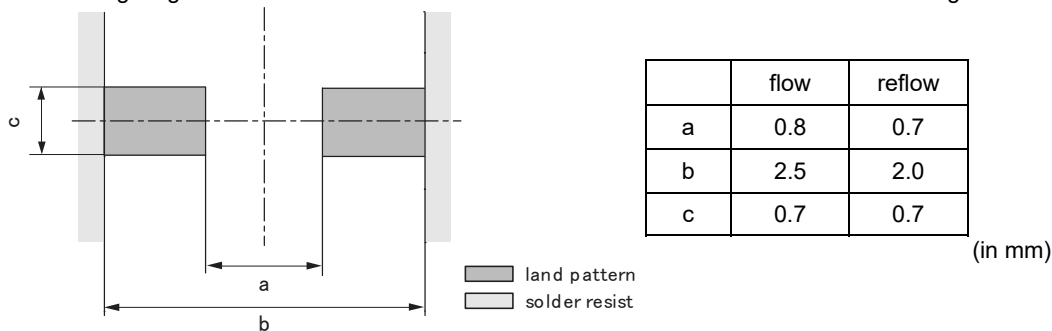 c
a
b
land pattern
solder resist
flow reflow
a 0.8 0.7
b 2.5 2.0
c 0.7 0.7
(in mm)